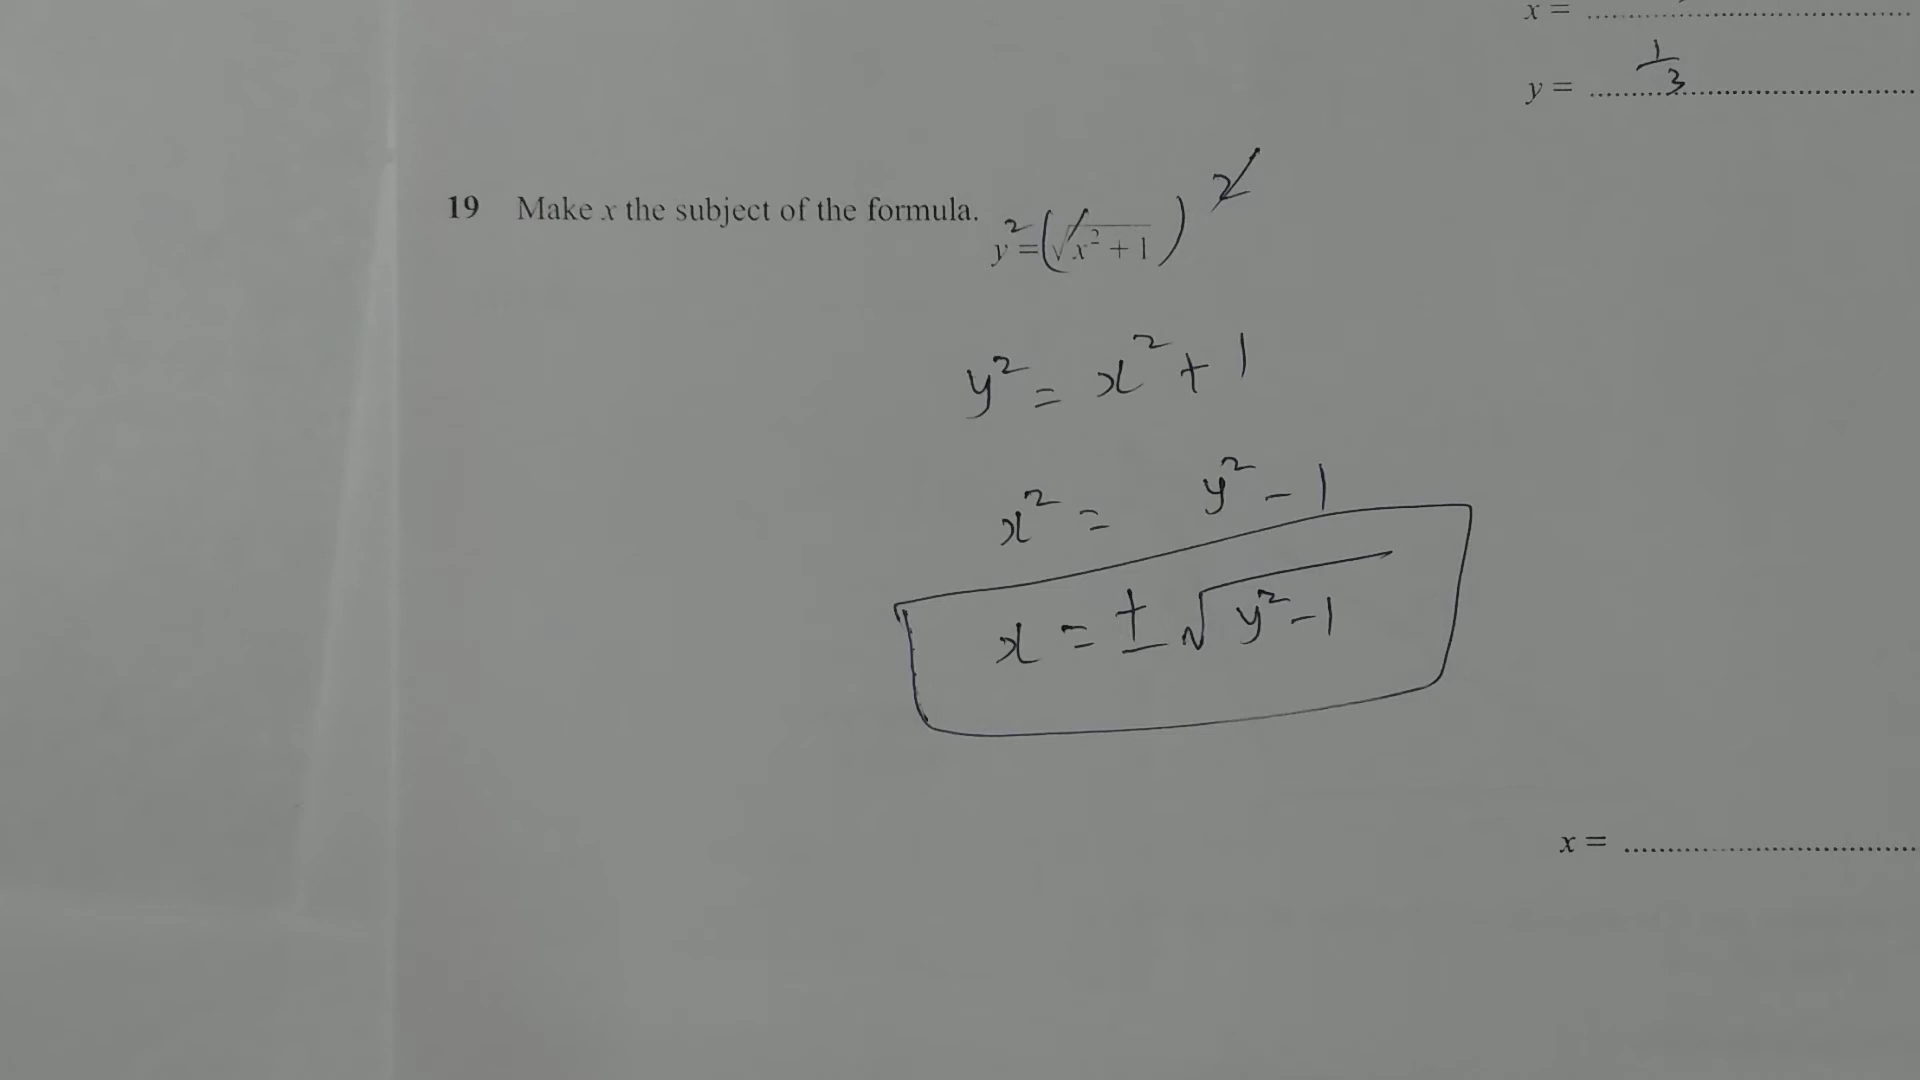 x = ........................................
y = ....1/3....................................
19 Make x the subject of the formula.
y² = (√x² + 1)²
y² = x² + 1
x² = y² - 1
x = ± √y² - 1
x = ........................................